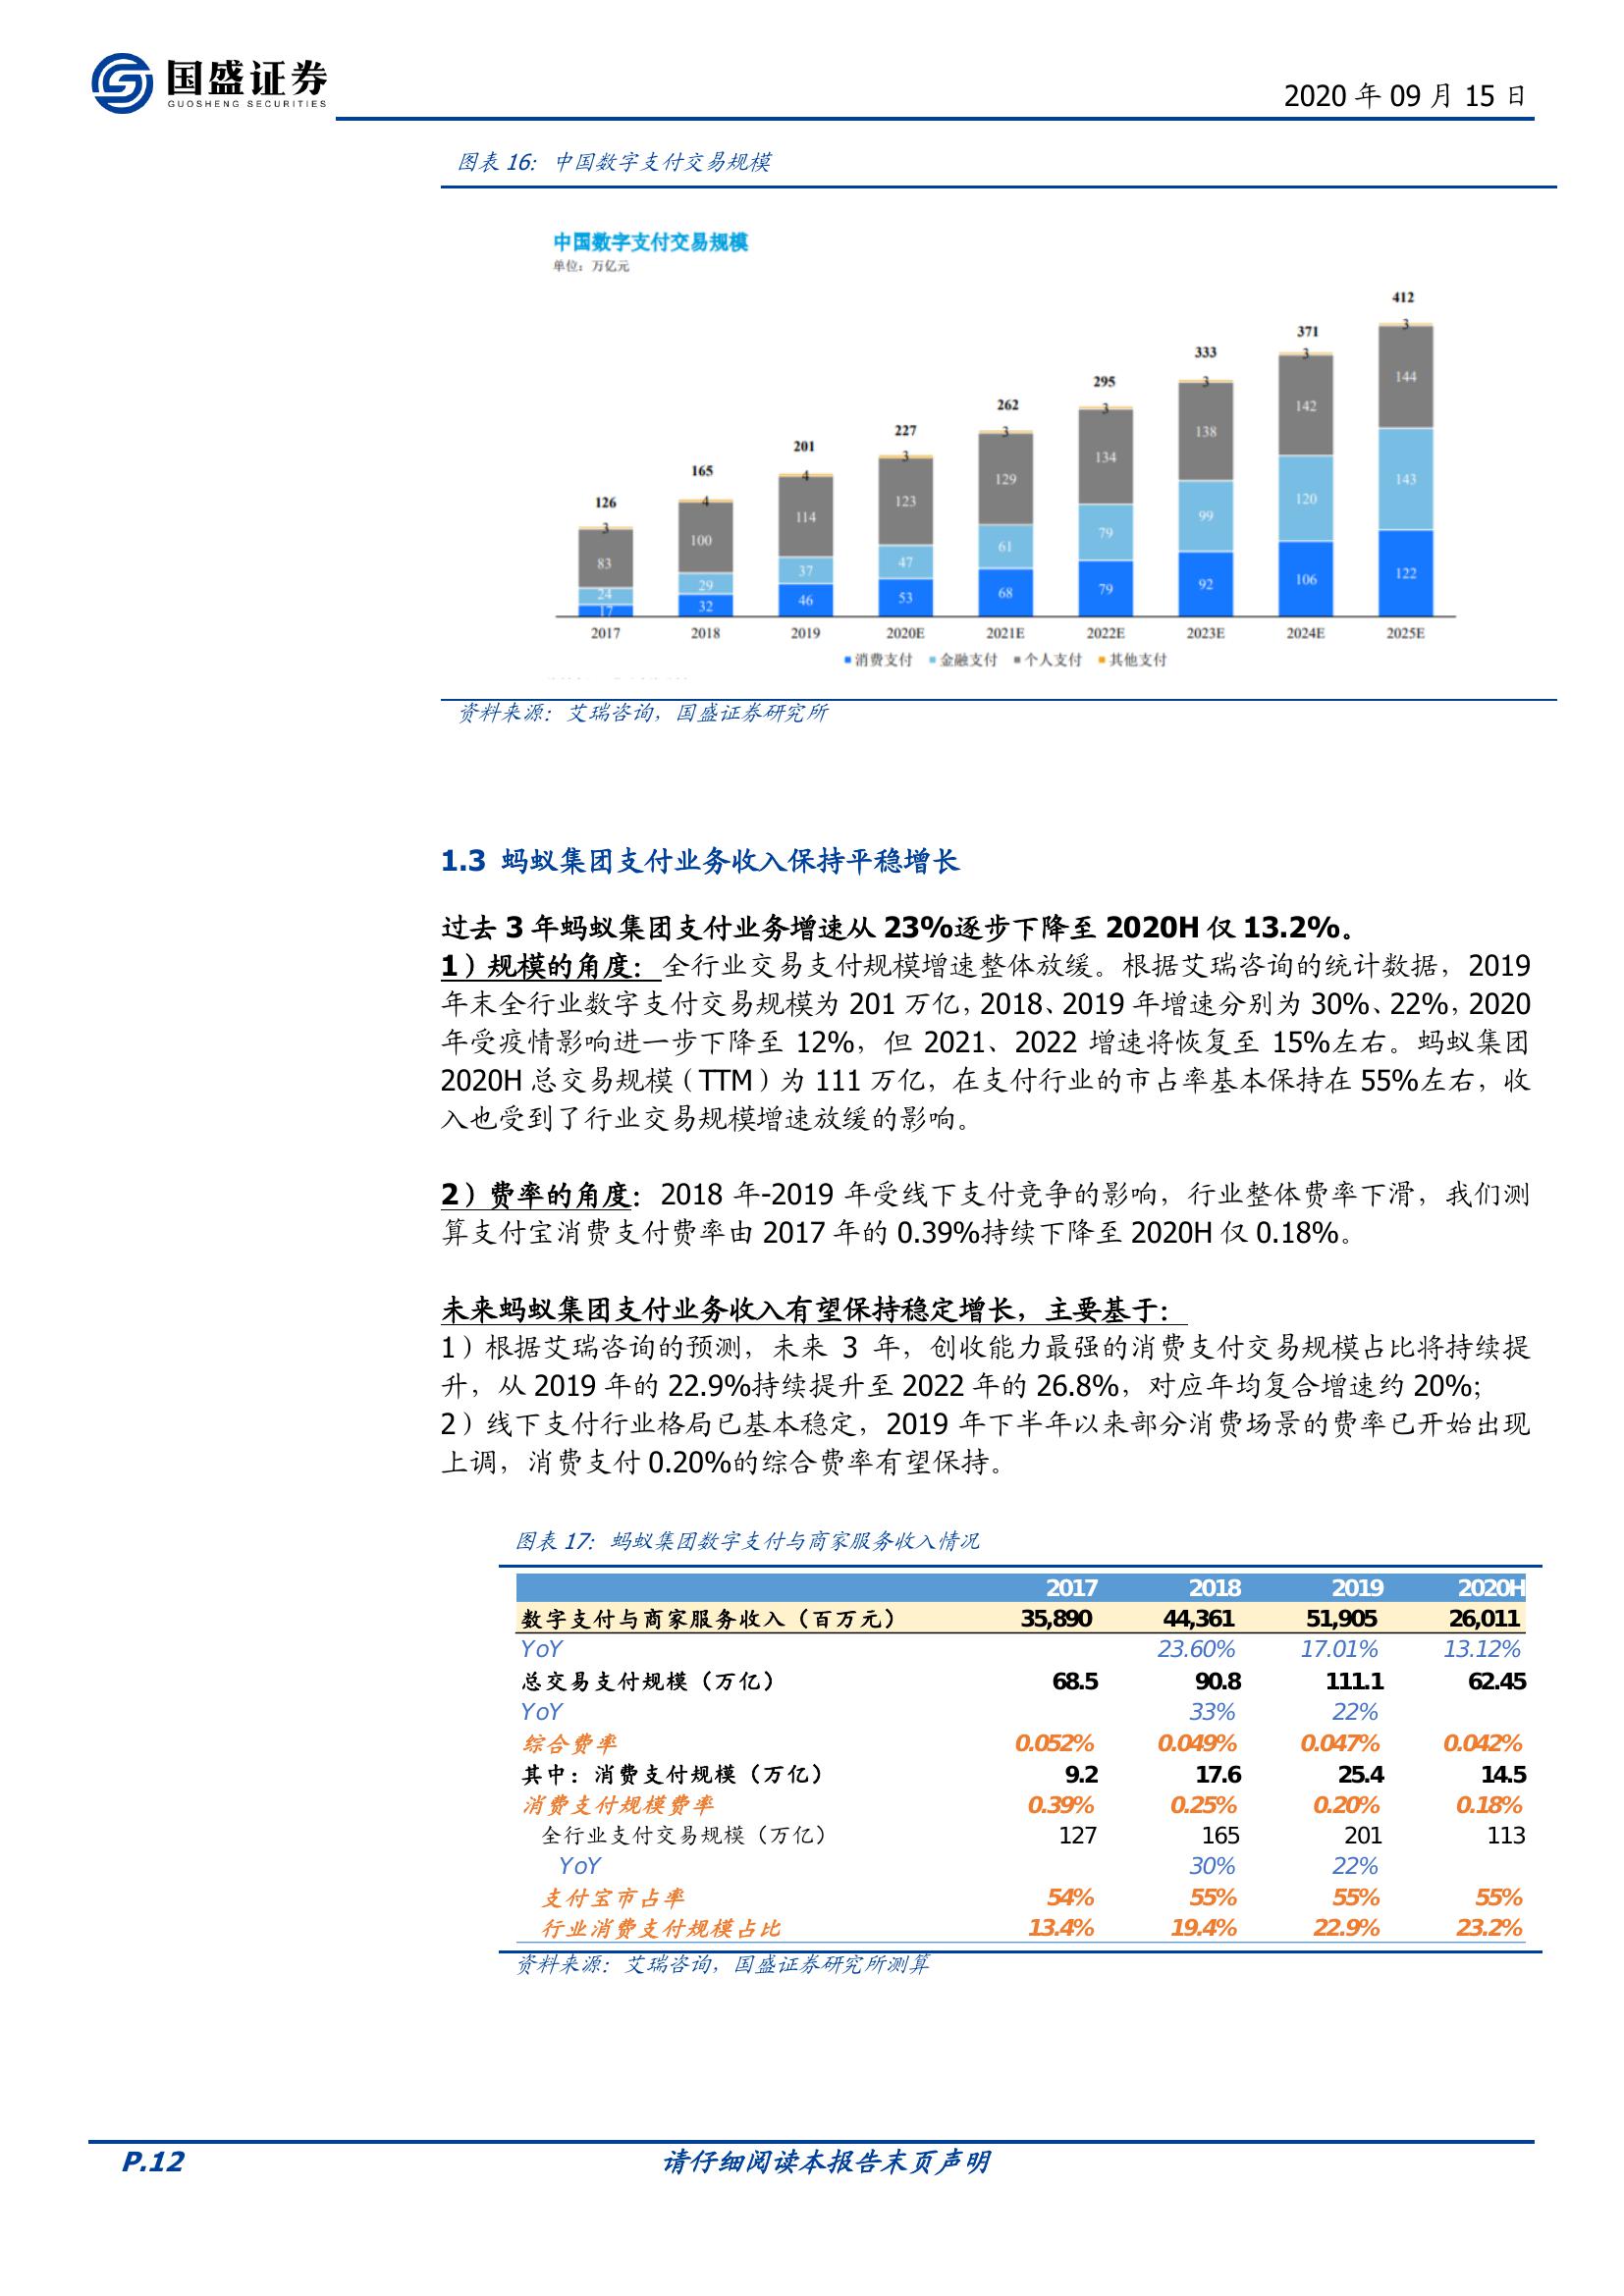 国盛证券
GUOSHENG SECURITIES
2020 年 09 月 15 日
图表 16: 中国数字支付交易规模
中国数字支付交易规模
单位：万亿元
126 165 201 227 262 295 333 371 412
3 4 4 3 3 3 3 3 3
83 100 114 123 129 134 138 142 144
24 29 37 47 61 79 99 120 143
17 32 46 53 68 79 92 106 122
2017 2018 2019 2020E 2021E 2022E 2023E 2024E 2025E
消费支付 金融支付 个人支付 其他支付
资料来源：艾瑞咨询，国盛证券研究所
1.3 蚂蚁集团支付业务收入保持平稳增长
过去 3 年蚂蚁集团支付业务增速从 23%逐步下降至 2020H 仅 13.2%。
1）规模的角度：全行业交易支付规模增速整体放缓。根据艾瑞咨询的统计数据，2019
年末全行业数字支付交易规模为 201 万亿，2018、2019 年增速分别为 30%、22%，2020
年受疫情影响进一步下降至 12%，但 2021、2022 增速将恢复至 15%左右。蚂蚁集团
2020H 总交易规模（TTM）为 111 万亿，在支付行业的市占率基本保持在 55%左右，收
入也受到了行业交易规模增速放缓的影响。
2）费率的角度：2018 年-2019 年受线下支付竞争的影响，行业整体费率下滑，我们测
算支付宝消费支付费率由 2017 年的 0.39%持续下降至 2020H 仅 0.18%。
未来蚂蚁集团支付业务收入有望保持稳定增长，主要基于：
1）根据艾瑞咨询的预测，未来 3 年，创收能力最强的消费支付交易规模占比将持续提
升，从 2019 年的 22.9%持续提升至 2022 年的 26.8%，对应年均复合增速约 20%；
2）线下支付行业格局已基本稳定，2019 年下半年以来部分消费场景的费率已开始出现
上调，消费支付 0.20%的综合费率有望保持。
图表 17: 蚂蚁集团数字支付与商家服务收入情况
2017 2018 2019 2020H
数字支付与商家服务收入（百万元） 35,890 44,361 51,905 26,011
YoY 23.60% 17.01% 13.12%
总交易支付规模（万亿） 68.5 90.8 111.1 62.45
YoY 33% 22%
综合费率 0.052% 0.049% 0.047% 0.042%
其中：消费支付规模（万亿） 9.2 17.6 25.4 14.5
消费支付规模费率 0.39% 0.25% 0.20% 0.18%
全行业支付交易规模（万亿） 127 165 201 113
YoY 30% 22%
支付宝市占率 54% 55% 55% 55%
行业消费支付规模占比 13.4% 19.4% 22.9% 23.2%
资料来源：艾瑞咨询，国盛证券研究所测算
P.12 请仔细阅读本报告末页声明